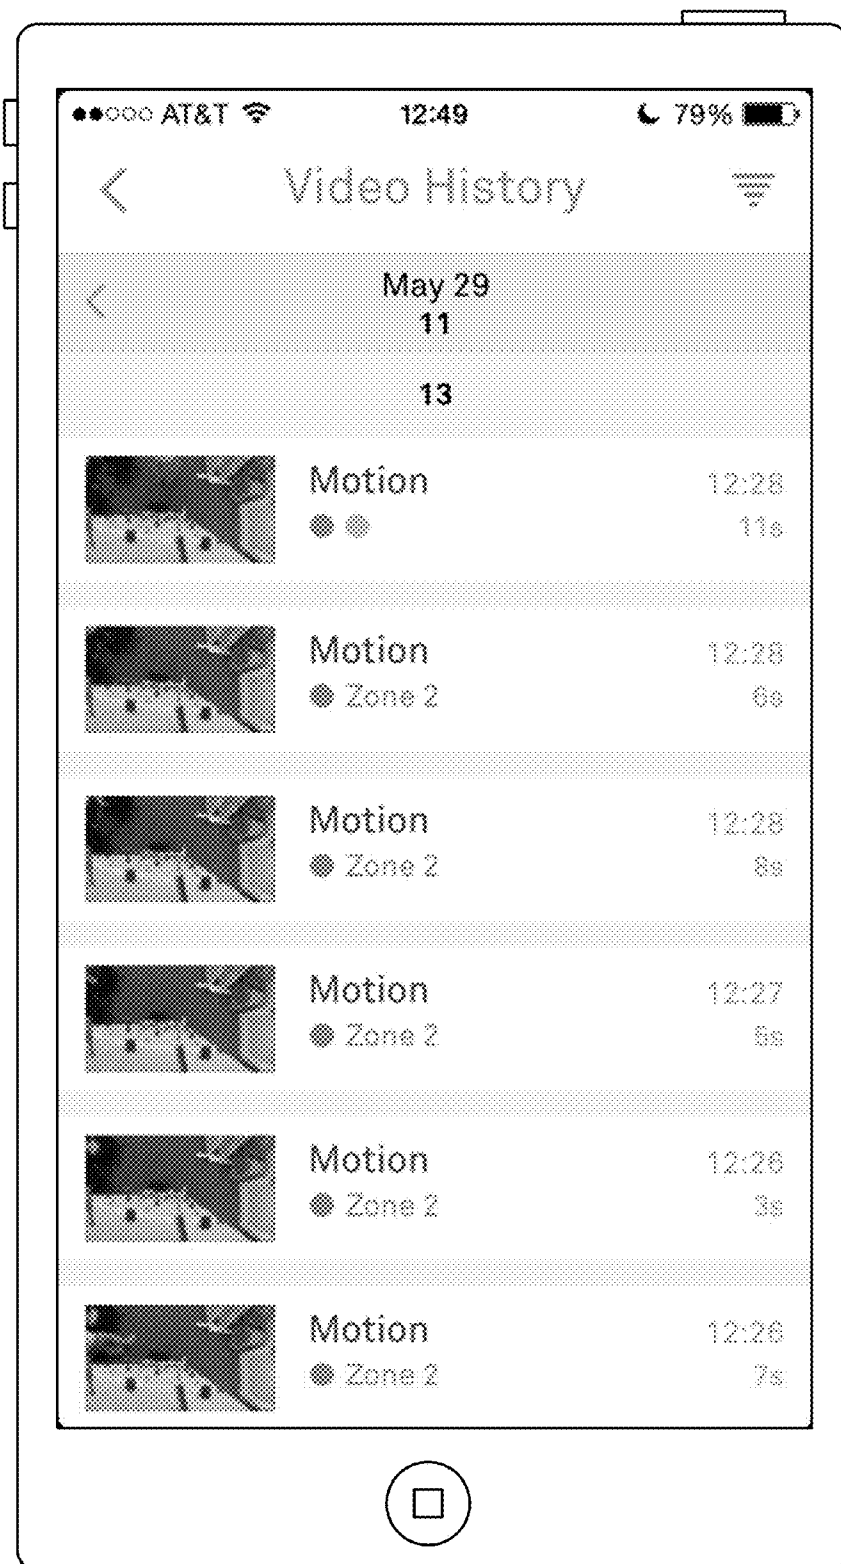 AT&T 12:49 79%
Video History
May 29
11
13
Motion 12:28
11s
Motion 12:28
Zone 2 6s
Motion 12:28
Zone 2 8s
Motion 12:27
Zone 2
Motion 12:26
Zone 2 3s
Motion 12:26
Zone 2 7s